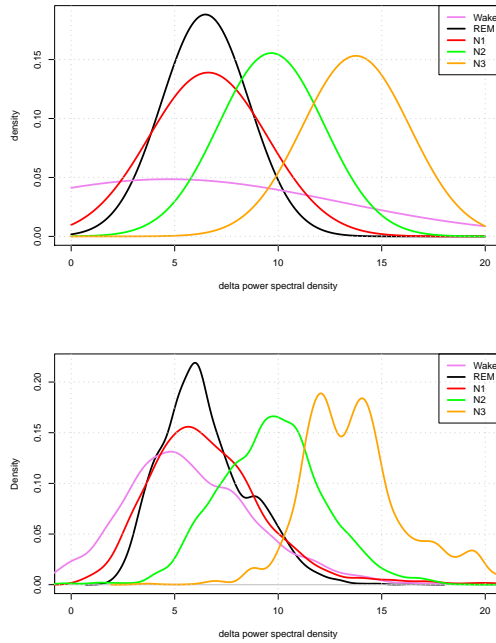 Wake
REM
N1
N2
N3
density
0.00
0.05
0.10
0.15
0
5
10
15
20
delta power spectral density
Wake
REM
N1
N2
N3
Density
0.00
0.05
0.10
0.15
0.20
0
5
10
15
20
delta power spectral density